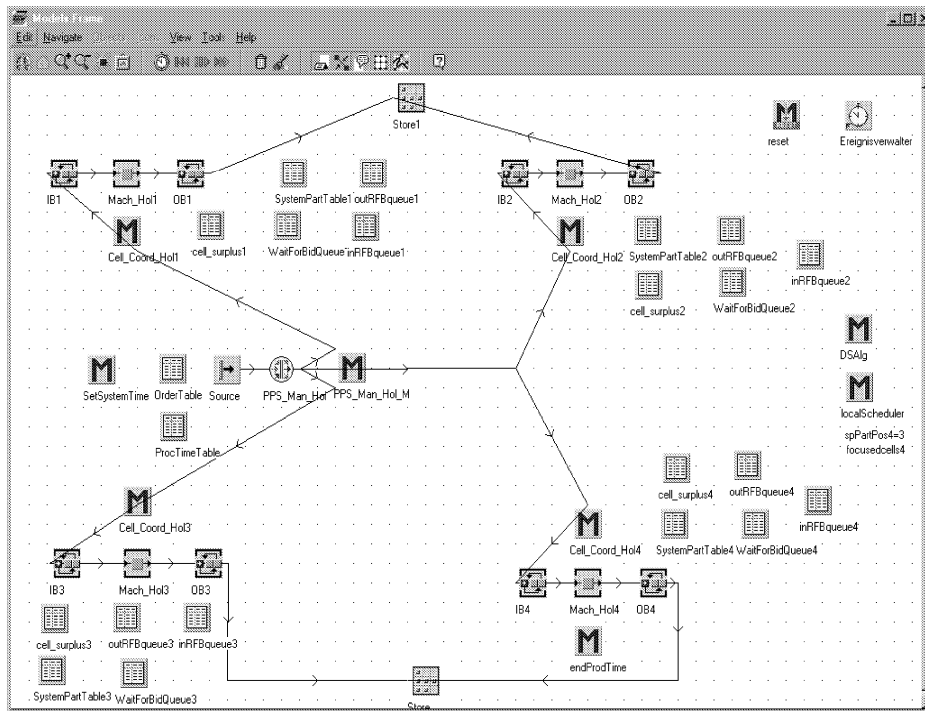 Models Frame
Edit Navigate Objects Icons View Tools Help
Store1
reset
Ereignisverwalter
IB1
Mach_Hol1
OB1
SystemPartTable1
outRFBqueue1
IB2
Mach_Hol2
OB2
Cell_Coord_Hol1
cell_surplus1
WaitForBidQueue
inRFBqueue1
Cell_Coord_Hol2
SystemPartTable2
outRFBqueue2
inRFBqueue2
cell_surplus2
WaitForBidQueue2
DSAlg
SetSystemTime
OrderTable
Source
PPS_Man_Hol
PPS_Man_Hol_M
localScheduler
spPartPos4=3
focusedcells4
ProcTimeTable
cell_surplus4
outRFBqueue4
inRFBqueue4
Cell_Coord_Hol3
Cell_Coord_Hol4
SystemPartTable4
WaitForBidQueue4
IB3
Mach_Hol3
OB3
IB4
Mach_Hol4
OB4
cell_surplus3
outRFBqueue3
inRFBqueue3
endProdTime
SystemPartTable3
WaitForBidQueue3
Store